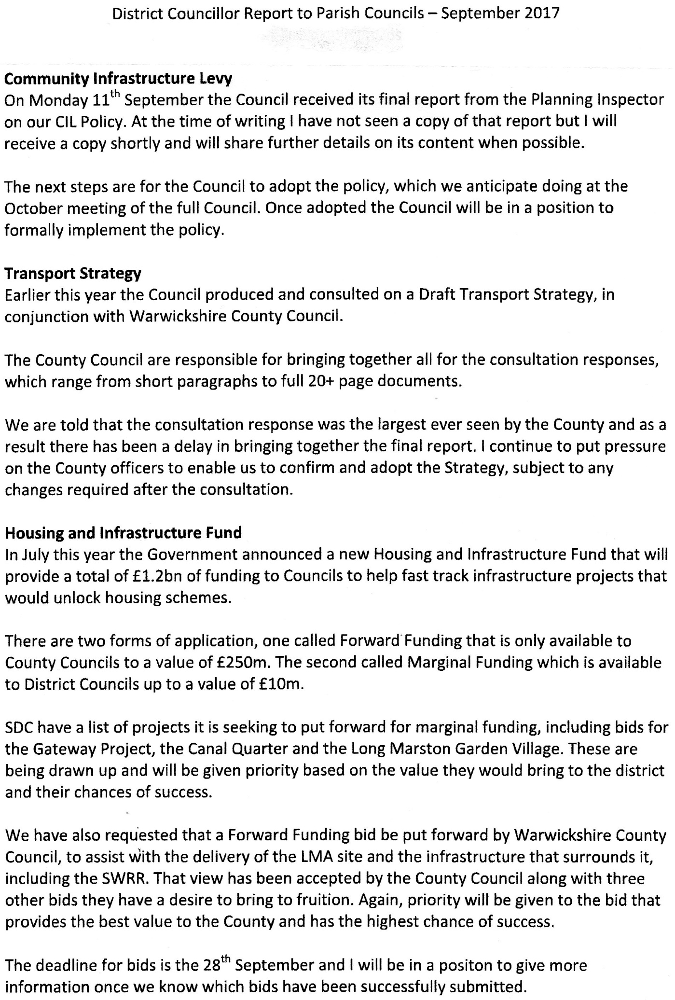 District Councillor Report to Parish Councils – September 2017
Community Infrastructure Levy
On Monday 11th September the Council received its final report from the Planning Inspector
on our CIL Policy. At the time of writing I have not seen a copy of that report but I will
receive a copy shortly and will share further details on its content when possible.
The next steps are for the Council to adopt the policy, which we anticipate doing at the
October meeting of the full Council. Once adopted the Council will be in a position to
formally implement the policy.
Transport Strategy
Earlier this year the Council produced and consulted on a Draft Transport Strategy, in
conjunction with Warwickshire County Council.
The County Council are responsible for bringing together all for the consultation responses,
which range from short paragraphs to full 20+ page documents.
We are told that the consultation response was the largest ever seen by the County and as a
result there has been a delay in bringing together the final report. I continue to put pressure
on the County officers to enable us to confirm and adopt the Strategy, subject to any
changes required after the consultation.
Housing and Infrastructure Fund
In July this year the Government announced a new Housing and Infrastructure Fund that will
provide a total of £1.2bn of funding to Councils to help fast track infrastructure projects that
would unlock housing schemes.
There are two forms of application, one called Forward Funding that is only available to
County Councils to a value of £250m. The second called Marginal Funding which is available
to District Councils up to a value of £10m.
SDC have a list of projects it is seeking to put forward for marginal funding, including bids for
the Gateway Project, the Canal Quarter and the Long Marston Garden Village. These are
being drawn up and will be given priority based on the value they would bring to the district
and their chances of success.
We have also requested that a Forward Funding bid be put forward by Warwickshire County
Council, to assist with the delivery of the LMA site and the infrastructure that surrounds it,
including the SWRR. That view has been accepted by the County Council along with three
other bids they have a desire to bring to fruition. Again, priority will be given to the bid that
provides the best value to the County and has the highest chance of success.
The deadline for bids is the 28th September and I will be in a positon to give more
information once we know which bids have been successfully submitted.